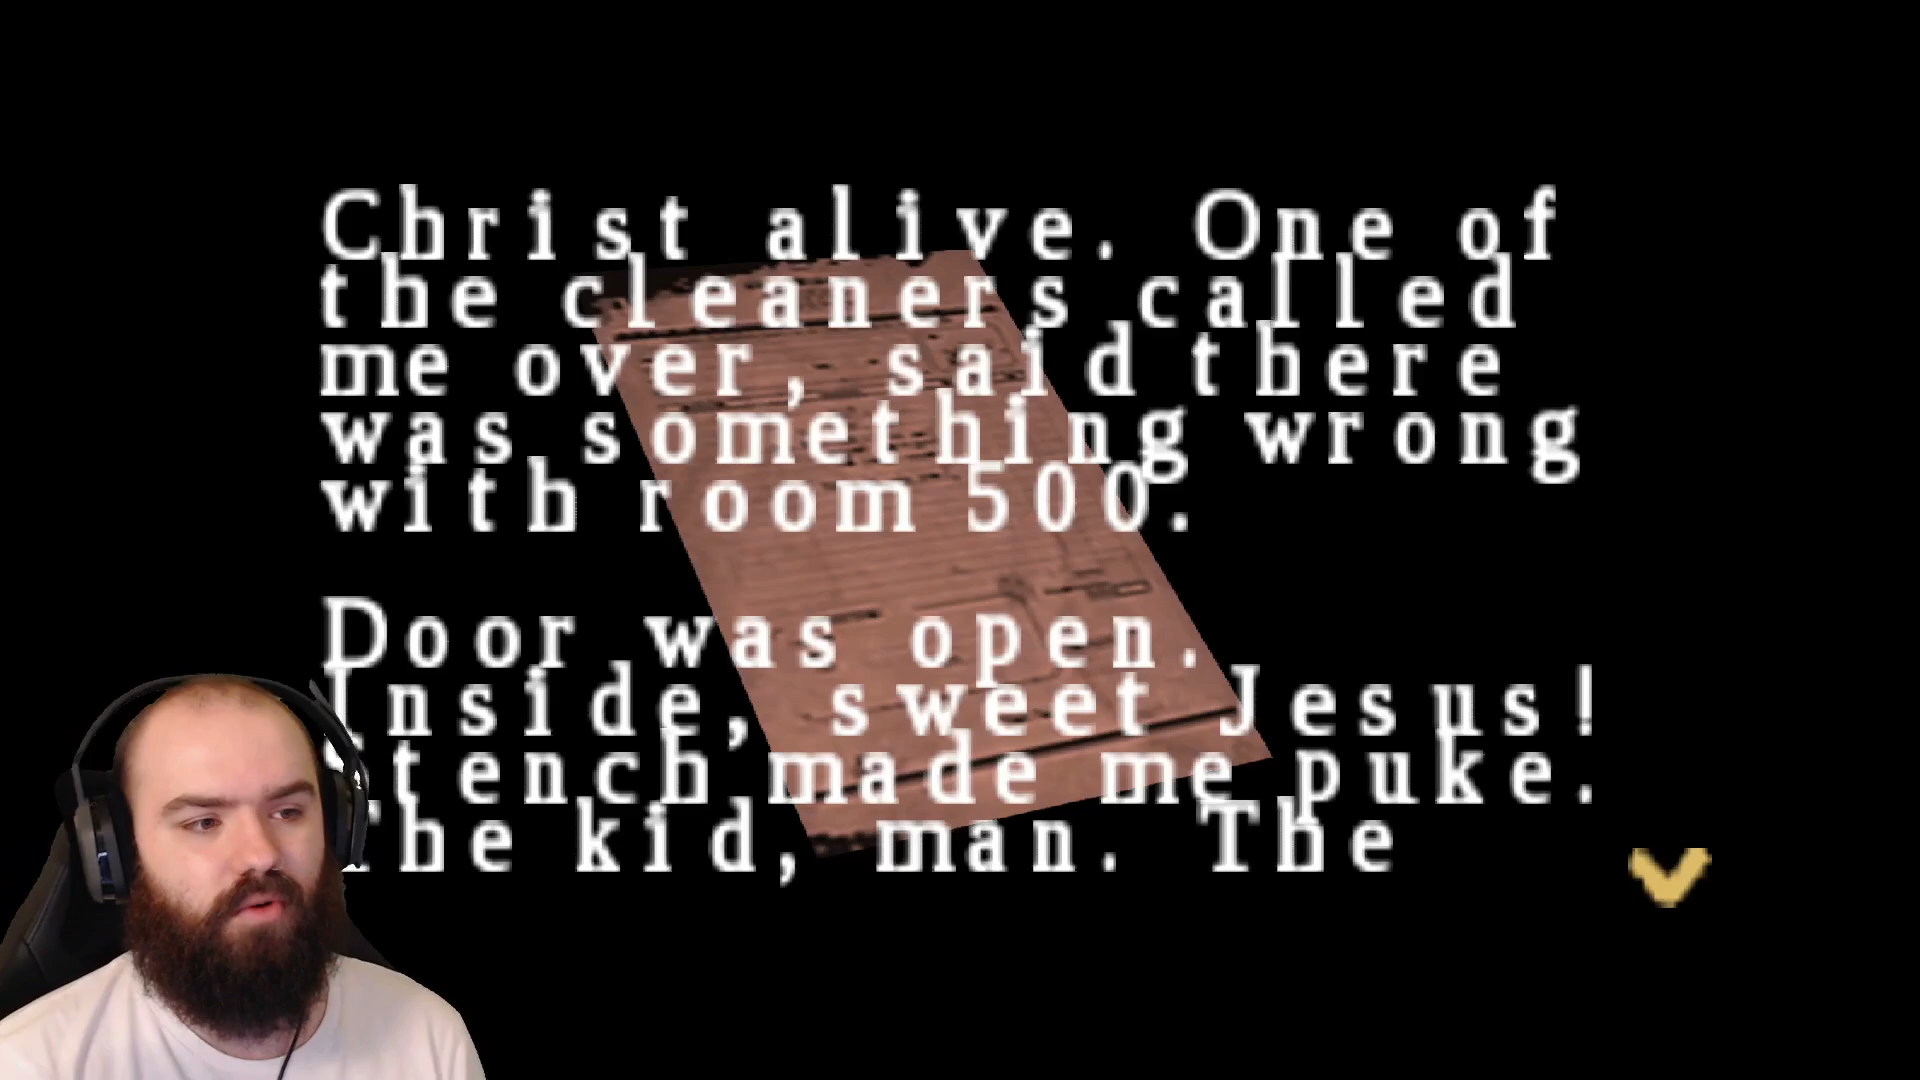 Christ alive. One of
the cleaners called
me over, said there
was something wrong
with room 500.
Door was open.
Inside, sweet Jesus!
Stench made me puke.
The kid, man. The